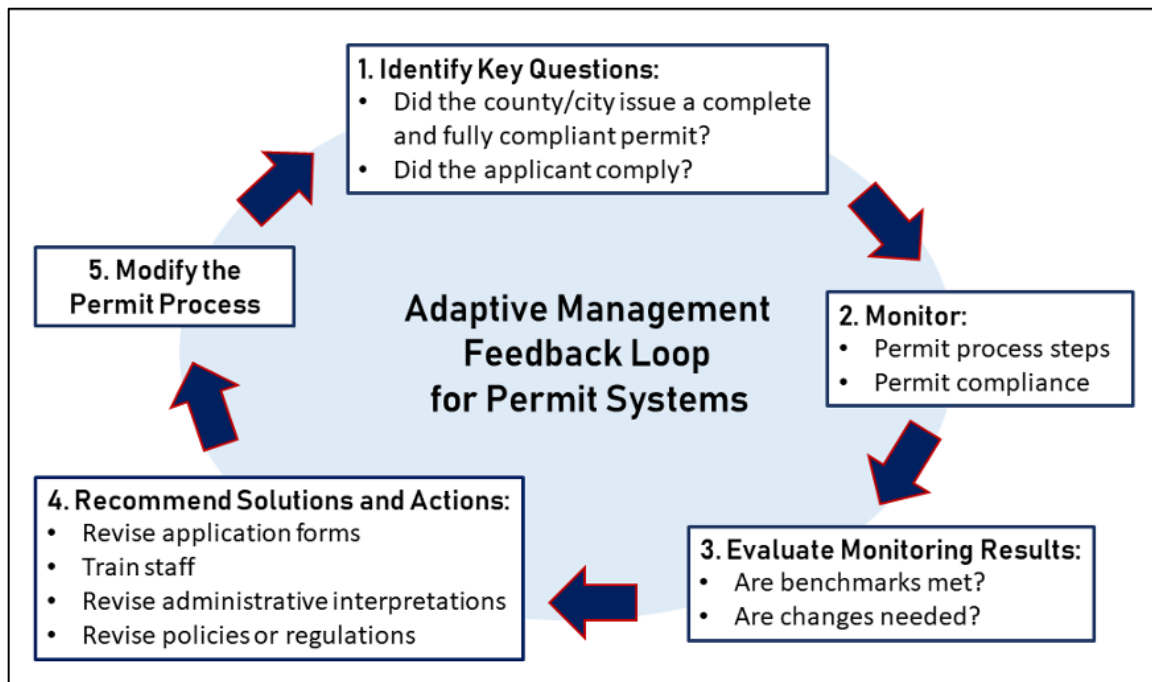 1. Identify Key Questions:
• Did the county/city issue a complete
and fully compliant permit?
• Did the applicant comply?
5. Modify the
Permit Process
Adaptive Management
Feedback Loop
for Permit Systems
2. Monitor:
• Permit process steps
• Permit compliance
4. Recommend Solutions and Actions:
• Revise application forms
• Train staff
• Revise administrative interpretations
• Revise policies or regulations
3. Evaluate Monitoring Results:
• Are benchmarks met?
• Are changes needed?